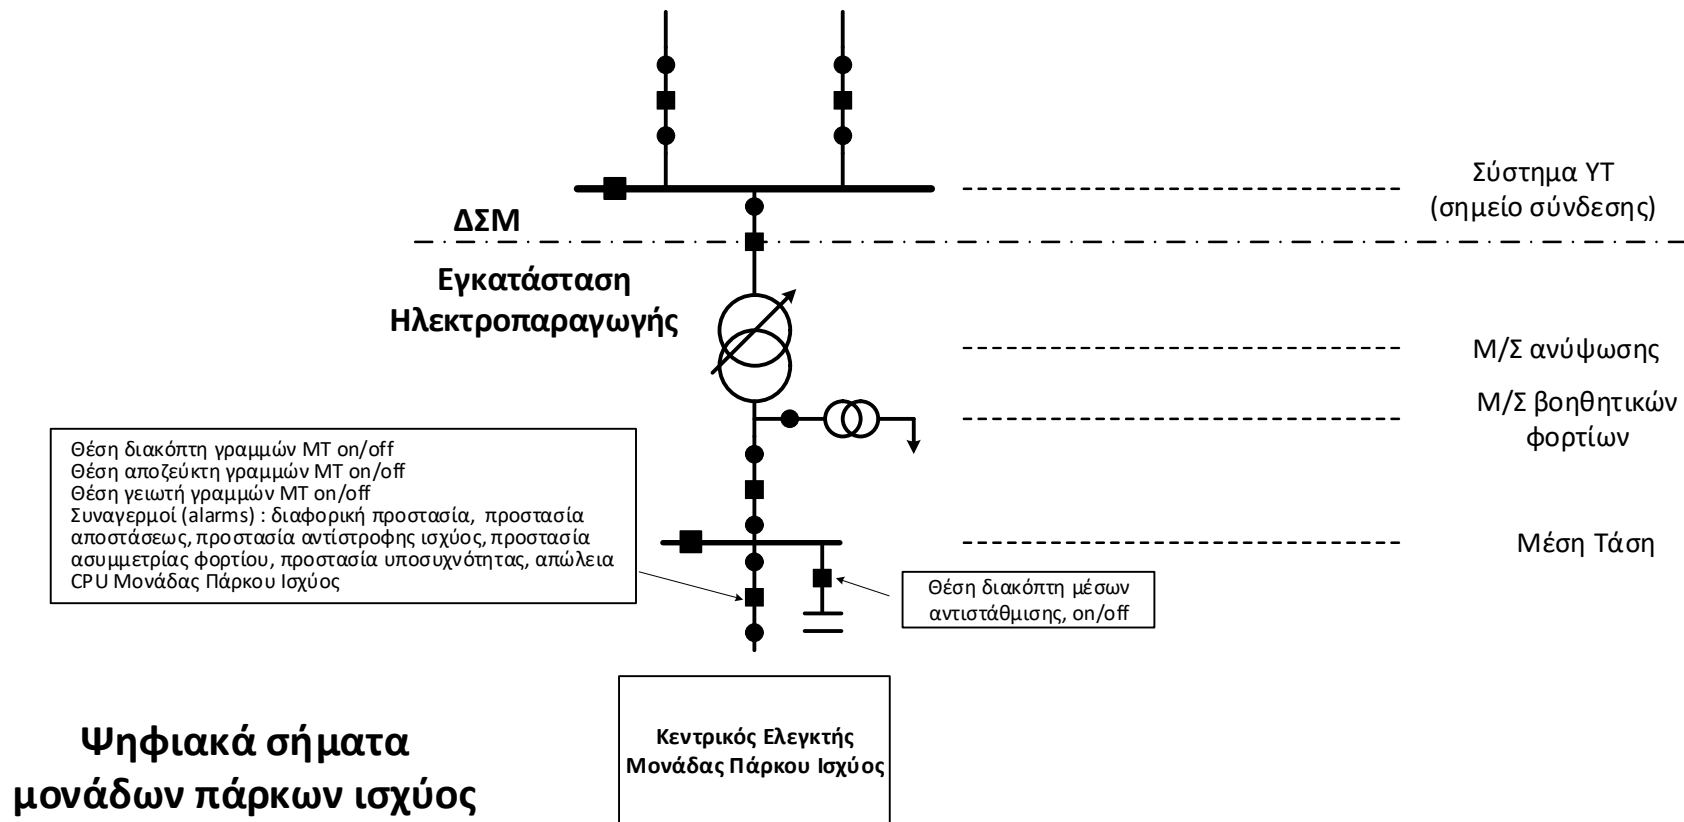 Σύστημα ΥΤ
(σημείο σύνδεσης)
ΔΣΜ
Εγκατάσταση
Ηλεκτροπαραγωγής
Μ/Σ ανύψωσης
Μ/Σ βοηθητικών
φορτίων
Θέση διακόπτη γραμμών ΜΤ on/off
Θέση αποζεύκτη γραμμών ΜΤ on/off
Θέση γειωτή γραμμών ΜΤ on/off
Συναγερμοί (alarms) : διαφορική προστασία, προστασία
αποστάσεως, προστασία αντίστροφης ισχύος, προστασία
ασυμμετρίας φορτίου, προστασία υποσυχνότητας, απώλεια
CPU Μονάδας Πάρκου Ισχύος
Μέση Τάση
Θέση διακόπτη μέσων
αντιστάθμισης, on/off
Κεντρικός Ελεγκτής
Μονάδας Πάρκου Ισχύος
Ψηφιακά σήματα
μονάδων πάρκων ισχύος